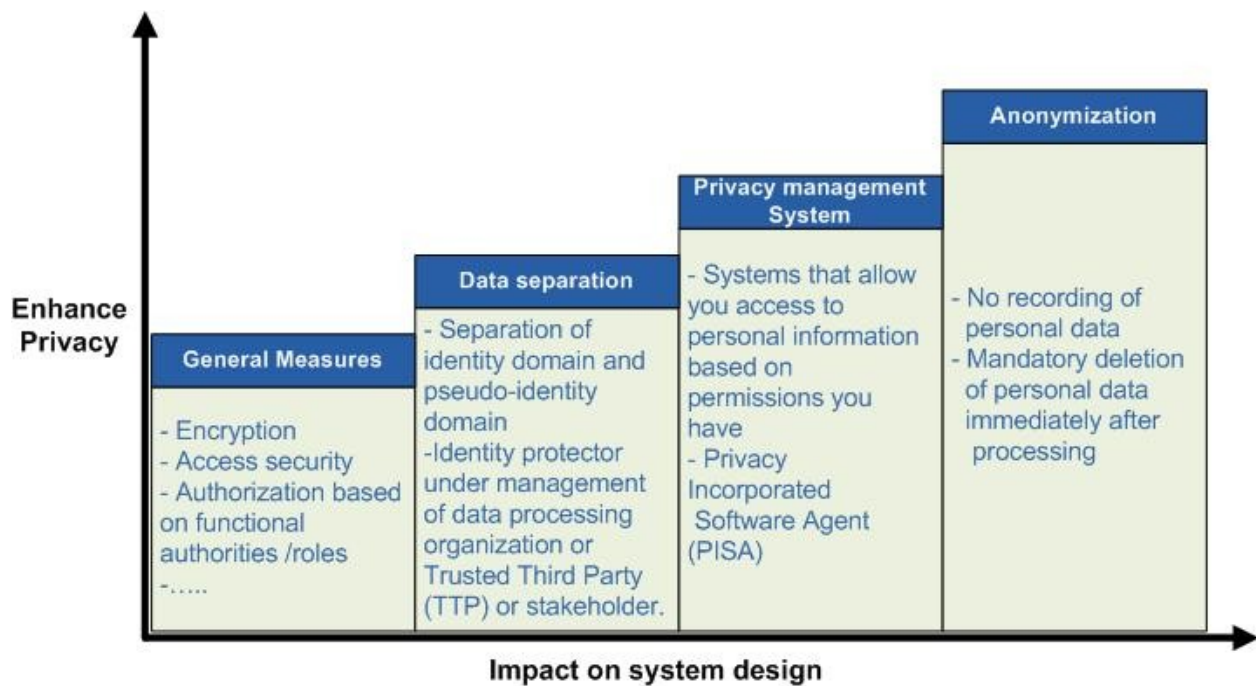 Enhance
Privacy
General Measures
- Encryption
- Access security
- Authorization based
on functional
authorities /roles
-.....
Data separation
- Separation of
identity domain and
pseudo-identity
domain
-Identity protector
under management
of data processing
organization or
Trusted Third Party
(TTP) or stakeholder.
Privacy management
System
- Systems that allow
you access to
personal information
based on
permissions you
have
- Privacy
Incorporated
Software Agent
(PISA)
Anonymization
- No recording of
personal data
- Mandatory deletion
of personal data
immediately after
processing
Impact on system design